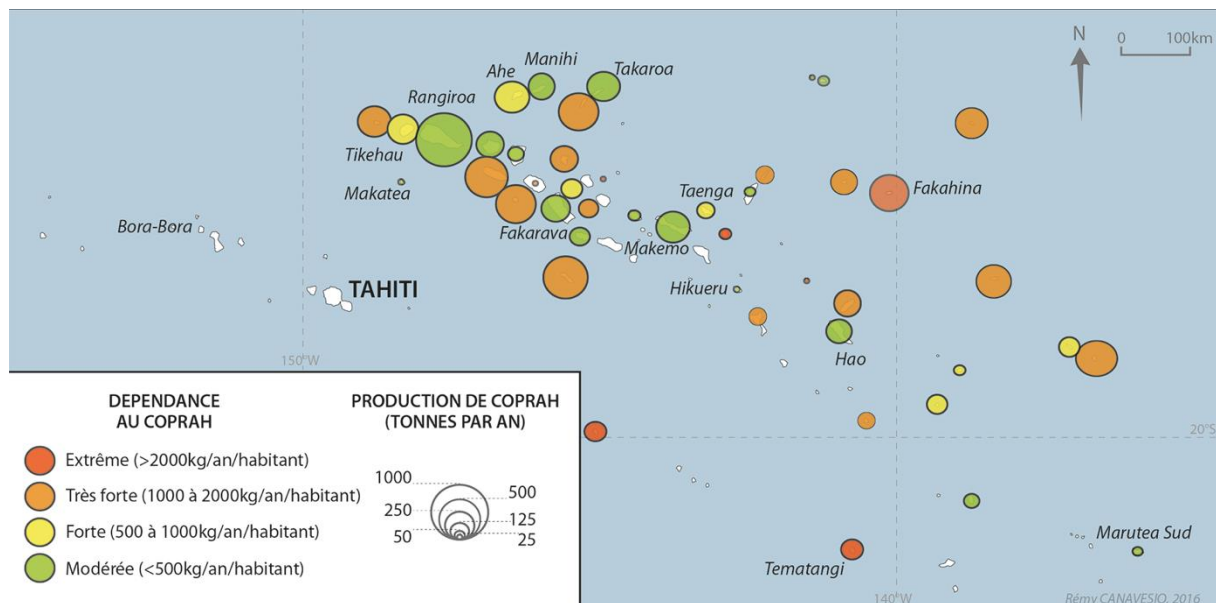 N
0 100km
Manihi
Ahe
Takaroa
Rangiroa
Tikehau
Makatea
Taenga
Fakahina
Bora-Bora
Fakarava
Makemo
TAHITI
Hikueru
Hao
150°W
20°S
DEPENDANCE
AU COPRAH
Extrême (>2000kg/an/habitant)
Très forte (1000 à 2000kg/an/habitant)
Forte (500 à 1000kg/an/habitant)
Modérée (<500kg/an/habitant)
PRODUCTION DE COPRAH
(TONNES PAR AN)
1000
500
250
125
50
25
Marutea Sud
Tematangi
140°W
Rémy CANAVESIO, 2016